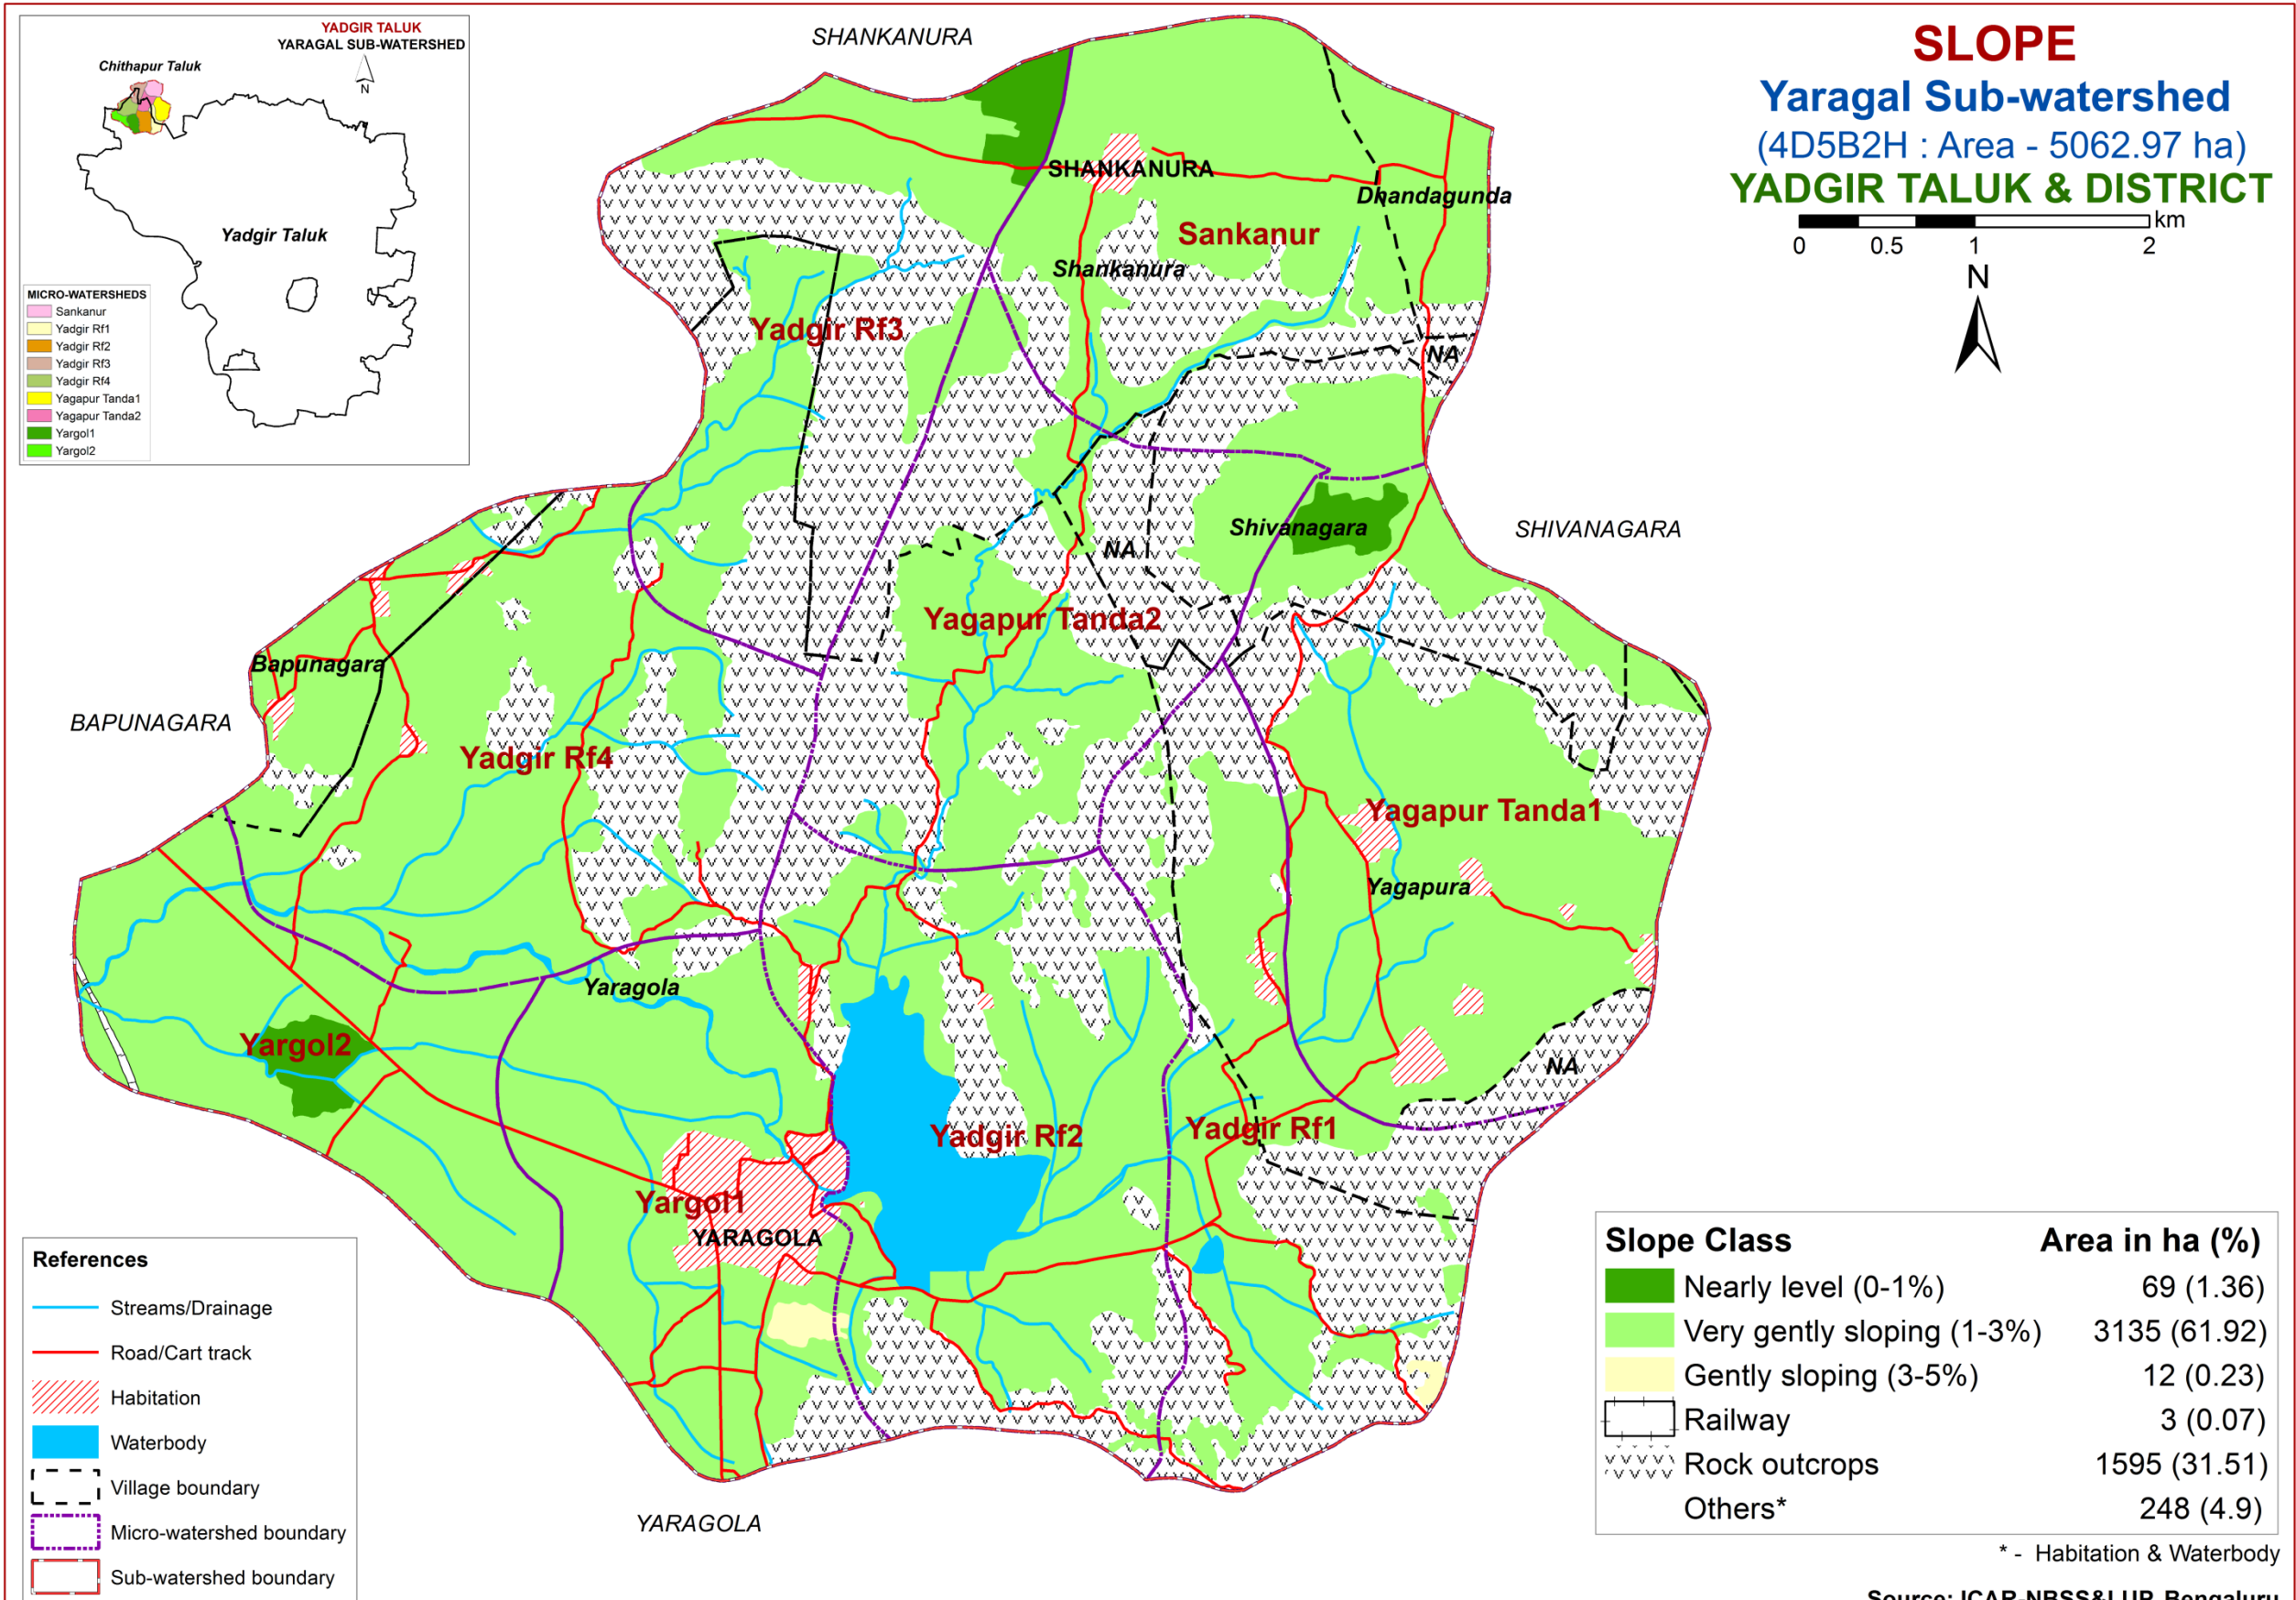 YADGIR TALUK
YARAGAL SUB-WATERSHED
Chithapur Taluk
N
Yadgir Taluk
MICRO-WATERSHEDS
Sankanur
Yadgir Rf1
Yadgir Rf2
Yadgir Rf3
Yadgir Rf4
Yagapur Tanda1
Yagapur Tanda2
Yargol1
Yargol2
SLOPE
Yaragal Sub-watershed
(4D5B2H : Area - 5062.97 ha)
YADGIR TALUK & DISTRICT
km
0 0.5 1 2
N
SHANKANURA
SHANKANURA
Dhandagunda
Sankanur
Shankanura
Yadgir Rf3
NA
Shivanagara
SHIVANAGARA
NA
Yagapur Tanda2
Bapunagara
BAPUNAGARA
Yadgir Rf4
Yagapur Tanda1
Yagapura
Yaragola
Yargol2
NA
Yadgir Rf2
Yadgir Rf1
Yargol1
YARAGOLA
YARAGOLA
References
Streams/Drainage
Road/Cart track
Habitation
Waterbody
Village boundary
Micro-watershed boundary
Sub-watershed boundary
Slope Class Area in ha (%)
Nearly level (0-1%) 69 (1.36)
Very gently sloping (1-3%) 3135 (61.92)
Gently sloping (3-5%) 12 (0.23)
Railway 3 (0.07)
Rock outcrops 1595 (31.51)
Others* 248 (4.9)
* - Habitation & Waterbody
Source: ICAR-NBSS&LUP, Bengaluru